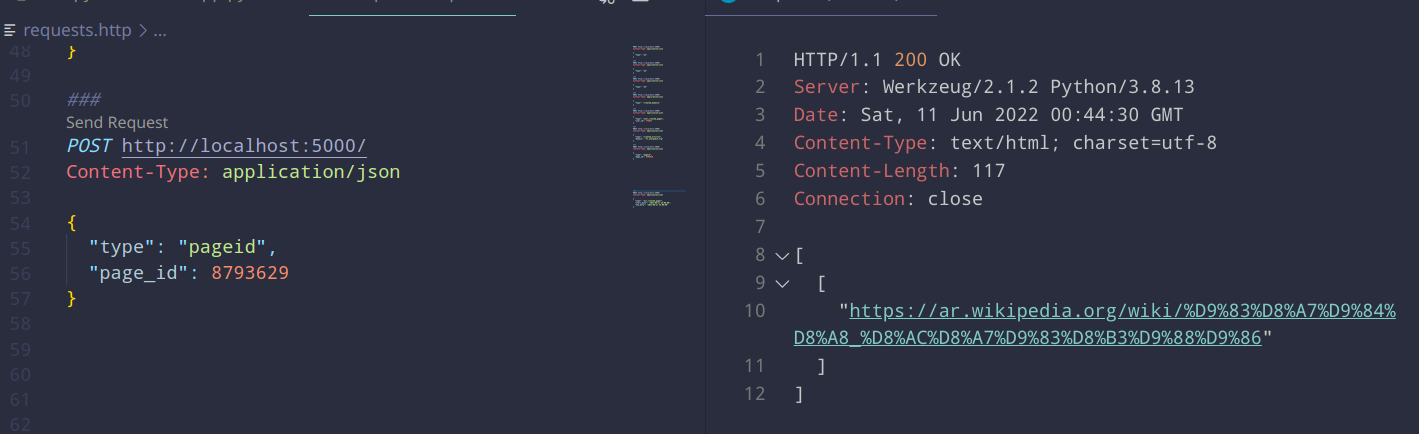 requests.http > ...
48 }
49
50 ###
Send Request
51 POST http://localhost:5000/
52 Content-Type: application/json
53
54 {
55 "type": "pageid",
56 "page_id": 8793629
57 }
58
59
60
61
62
1 HTTP/1.1 200 OK
2 Server: Werkzeug/2.1.2 Python/3.8.13
3 Date: Sat, 11 Jun 2022 00:44:30 GMT
4 Content-Type: text/html; charset=utf-8
5 Content-Length: 117
6 Connection: close
7
8 [
9 [
10 "https://ar.wikipedia.org/wiki/%D9%83%D8%A7%D9%84%
D8%A8_%D8%AC%D8%A7%D9%83%D8%B3%D9%88%D9%86"
11 ]
12 ]